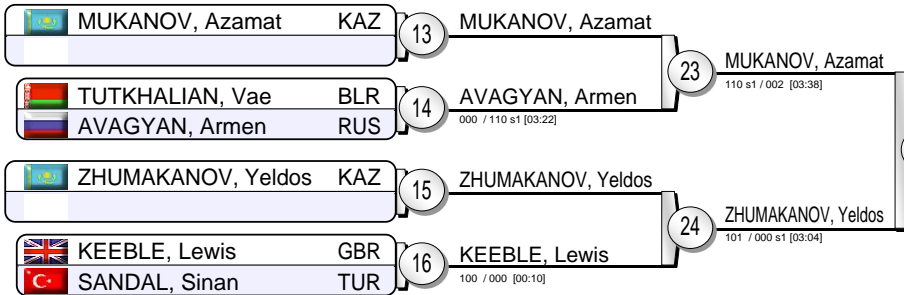 MUKANOV, Azamat KAZ
13
MUKANOV, Azamat
TUTKHALIAN, Vae BLR
AVAGYAN, Armen RUS
14
AVAGYAN, Armen
000 / 110 s1 [03:22]
23
MUKANOV, Azamat
110 s1 / 002 [03:38]
ZHUMAKANOV, Yeldos KAZ
15
ZHUMAKANOV, Yeldos
KEEBLE, Lewis GBR
SANDAL, Sinan TUR
16
KEEBLE, Lewis
100 / 000 [00:10]
24
ZHUMAKANOV, Yeldos
101 / 000 s1 [03:04]